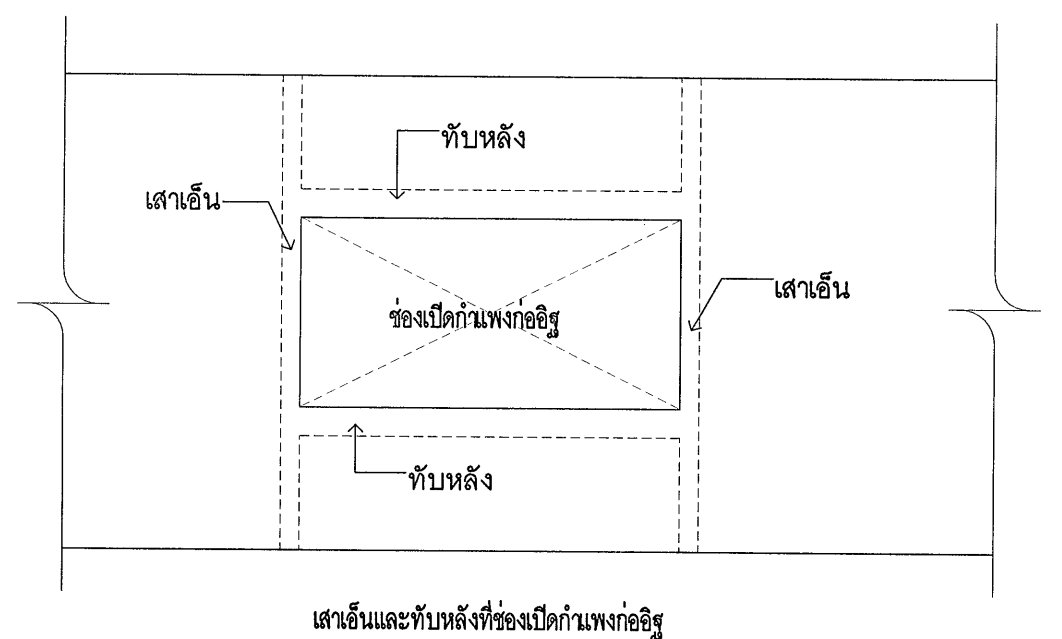 ทับหลัง
เสาเอ็น
เสาเอ็น
ช่องเปิดกำแพงก่ออิฐ
ทับหลัง
เสาเอ็นและทับหลังที่ช่องเปิดกำแพงก่ออิฐ